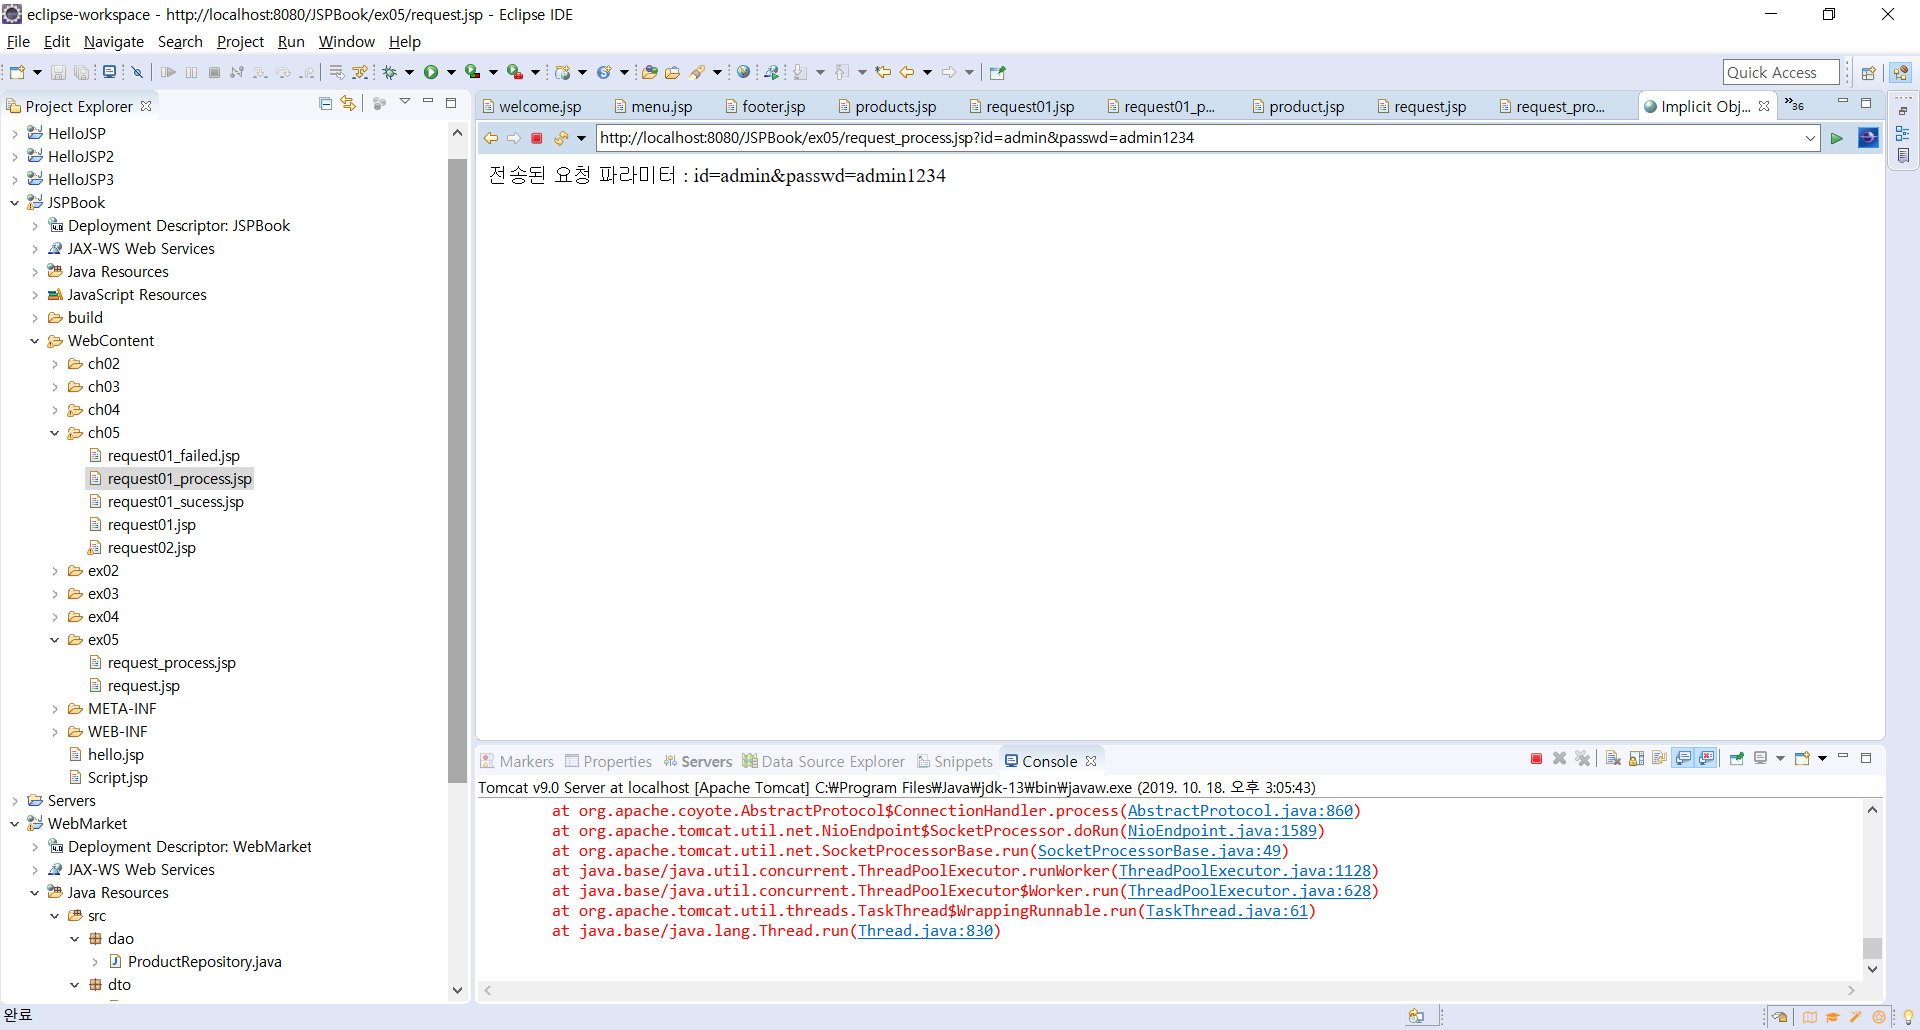 eclipse-workspace - http://localhost:8080/JSPBook/ex05/request.jsp - Eclipse IDE
File Edit Navigate Search Project Run Window Help
Quick Access
Project Explorer
HelloJSP
HelloJSP2
HelloJSP3
JSPBook
Deployment Descriptor: JSPBook
JAX-WS Web Services
Java Resources
JavaScript Resources
build
WebContent
ch02
ch03
ch04
ch05
request01_failed.jsp
request01_process.jsp
request01_sucess.jsp
request01.jsp
request02.jsp
ex02
ex03
ex04
ex05
request_process.jsp
request.jsp
META-INF
WEB-INF
hello.jsp
Script.jsp
Servers
WebMarket
Deployment Descriptor: WebMarket
JAX-WS Web Services
Java Resources
src
dao
ProductRepository.java
dto
welcome.jsp menu.jsp footer.jsp products.jsp request01.jsp request01_p... product.jsp request.jsp request_pro... Implicit Obj... »36
http://localhost:8080/JSPBook/ex05/request_process.jsp?id=admin&passwd=admin1234
전송된 요청 파라미터 : id=admin&passwd=admin1234
Markers Properties Servers Data Source Explorer Snippets Console
Tomcat v9.0 Server at localhost [Apache Tomcat] C:₩Program Files₩Java₩jdk-13₩bin₩javaw.exe (2019. 10. 18. 오후 3:05:43)
at org.apache.coyote.AbstractProtocol$ConnectionHandler.process(AbstractProtocol.java:860)
at org.apache.tomcat.util.net.NioEndpoint$SocketProcessor.doRun(NioEndpoint.java:1589)
at org.apache.tomcat.util.net.SocketProcessorBase.run(SocketProcessorBase.java:49)
at java.base/java.util.concurrent.ThreadPoolExecutor.runWorker(ThreadPoolExecutor.java:1128)
at java.base/java.util.concurrent.ThreadPoolExecutor$Worker.run(ThreadPoolExecutor.java:628)
at org.apache.tomcat.util.threads.TaskThread$WrappingRunnable.run(TaskThread.java:61)
at java.base/java.lang.Thread.run(Thread.java:830)
완료